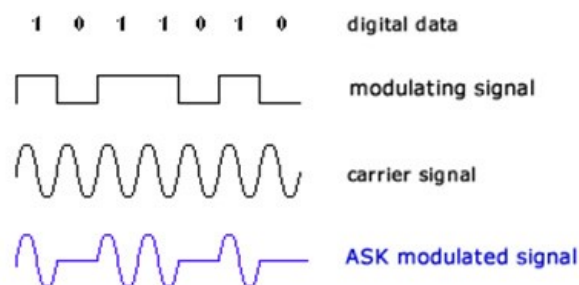 1 0 1 1 0 1 0 digital data
modulating signal
carrier signal
ASK modulated signal